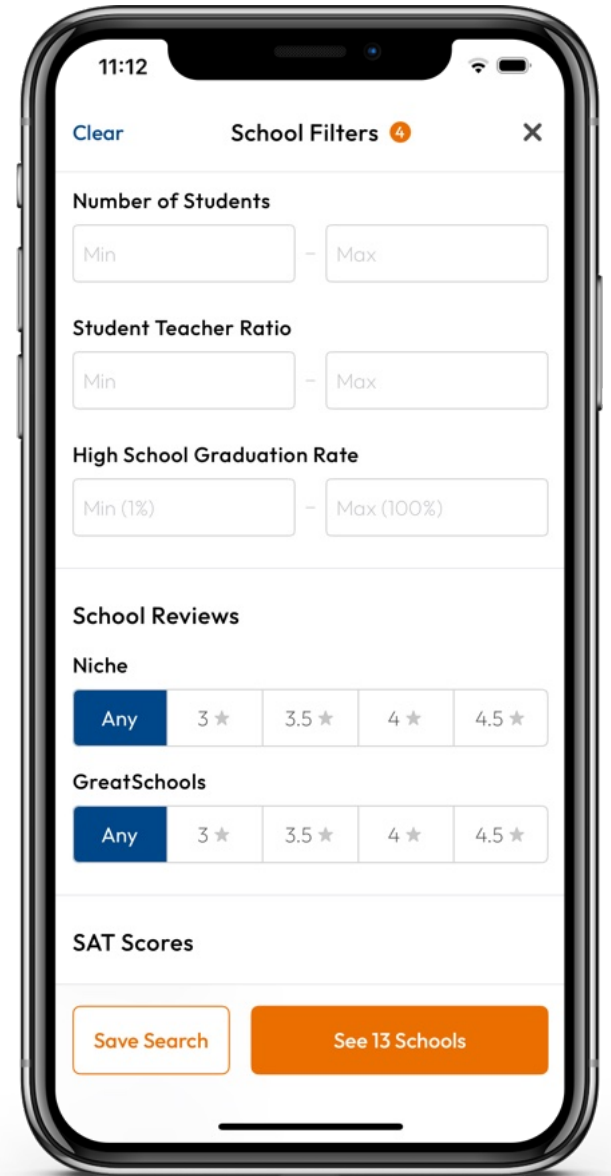 11:12
Clear School Filters 4
Number of Students
Min - Max
Student Teacher Ratio
Min - Max
High School Graduation Rate
Min (1%) - Max (100%)
School Reviews
Niche
Any 3★ 3.5★ 4★ 4.5★
GreatSchools
Any 3★ 3.5★ 4★ 4.5★
SAT Scores
Save Search See 13 Schools